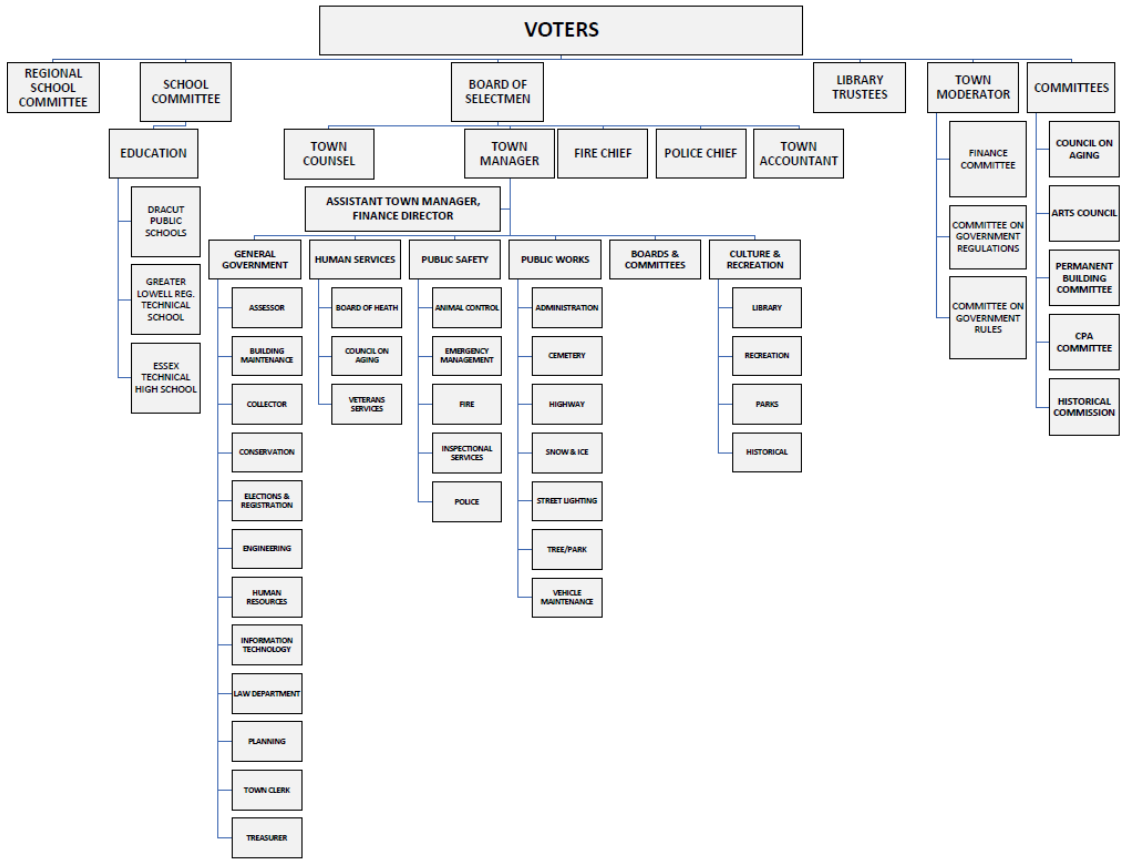 VOTERS
REGIONAL
SCHOOL
COMMITTEE
SCHOOL
COMMITTEE
BOARD OF
SELECTMEN
LIBRARY
TRUSTEES
TOWN
MODERATOR
COMMITTEES
EDUCATION
TOWN
COUNSEL
TOWN
MANAGER
FIRE CHIEF
POLICE CHIEF
TOWN
ACCOUNTANT
DRACUT
PUBLIC
SCHOOLS
GREATER
LOWELL REG.
TECHNICAL
SCHOOL
ESSEX
TECHNICAL
HIGH SCHOOL
ASSISTANT TOWN MANAGER,
FINANCE DIRECTOR
GENERAL
GOVERNMENT
HUMAN SERVICES
PUBLIC SAFETY
PUBLIC WORKS
BOARDS &
COMMITTEES
CULTURE &
RECREATION
ASSESSOR
BUILDING
MAINTENANCE
COLLECTOR
CONSERVATION
ELECTIONS &
REGISTRATION
ENGINEERING
HUMAN
RESOURCES
INFORMATION
TECHNOLOGY
LAW DEPARTMENT
PLANNING
TOWN CLERK
TREASURER
BOARD OF HEATH
COUNCIL ON
AGING
VETERANS
SERVICES
ANIMAL CONTROL
EMERGENCY
MANAGEMENT
FIRE
INSPECTIONAL
SERVICES
POLICE
ADMINISTRATION
CEMETERY
HIGHWAY
SNOW & ICE
STREET LIGHTING
TREE/PARK
VEHICLE
MAINTENANCE
LIBRARY
RECREATION
PARKS
HISTORICAL
FINANCE
COMMITTEE
COMMITTEE ON
GOVERNMENT
REGULATIONS
COMMITTEE ON
GOVERNMENT
RULES
COUNCIL ON
AGING
ARTS COUNCIL
PERMANENT
BUILDING
COMMITTEE
CPA
COMMITTEE
HISTORICAL
COMMISSION